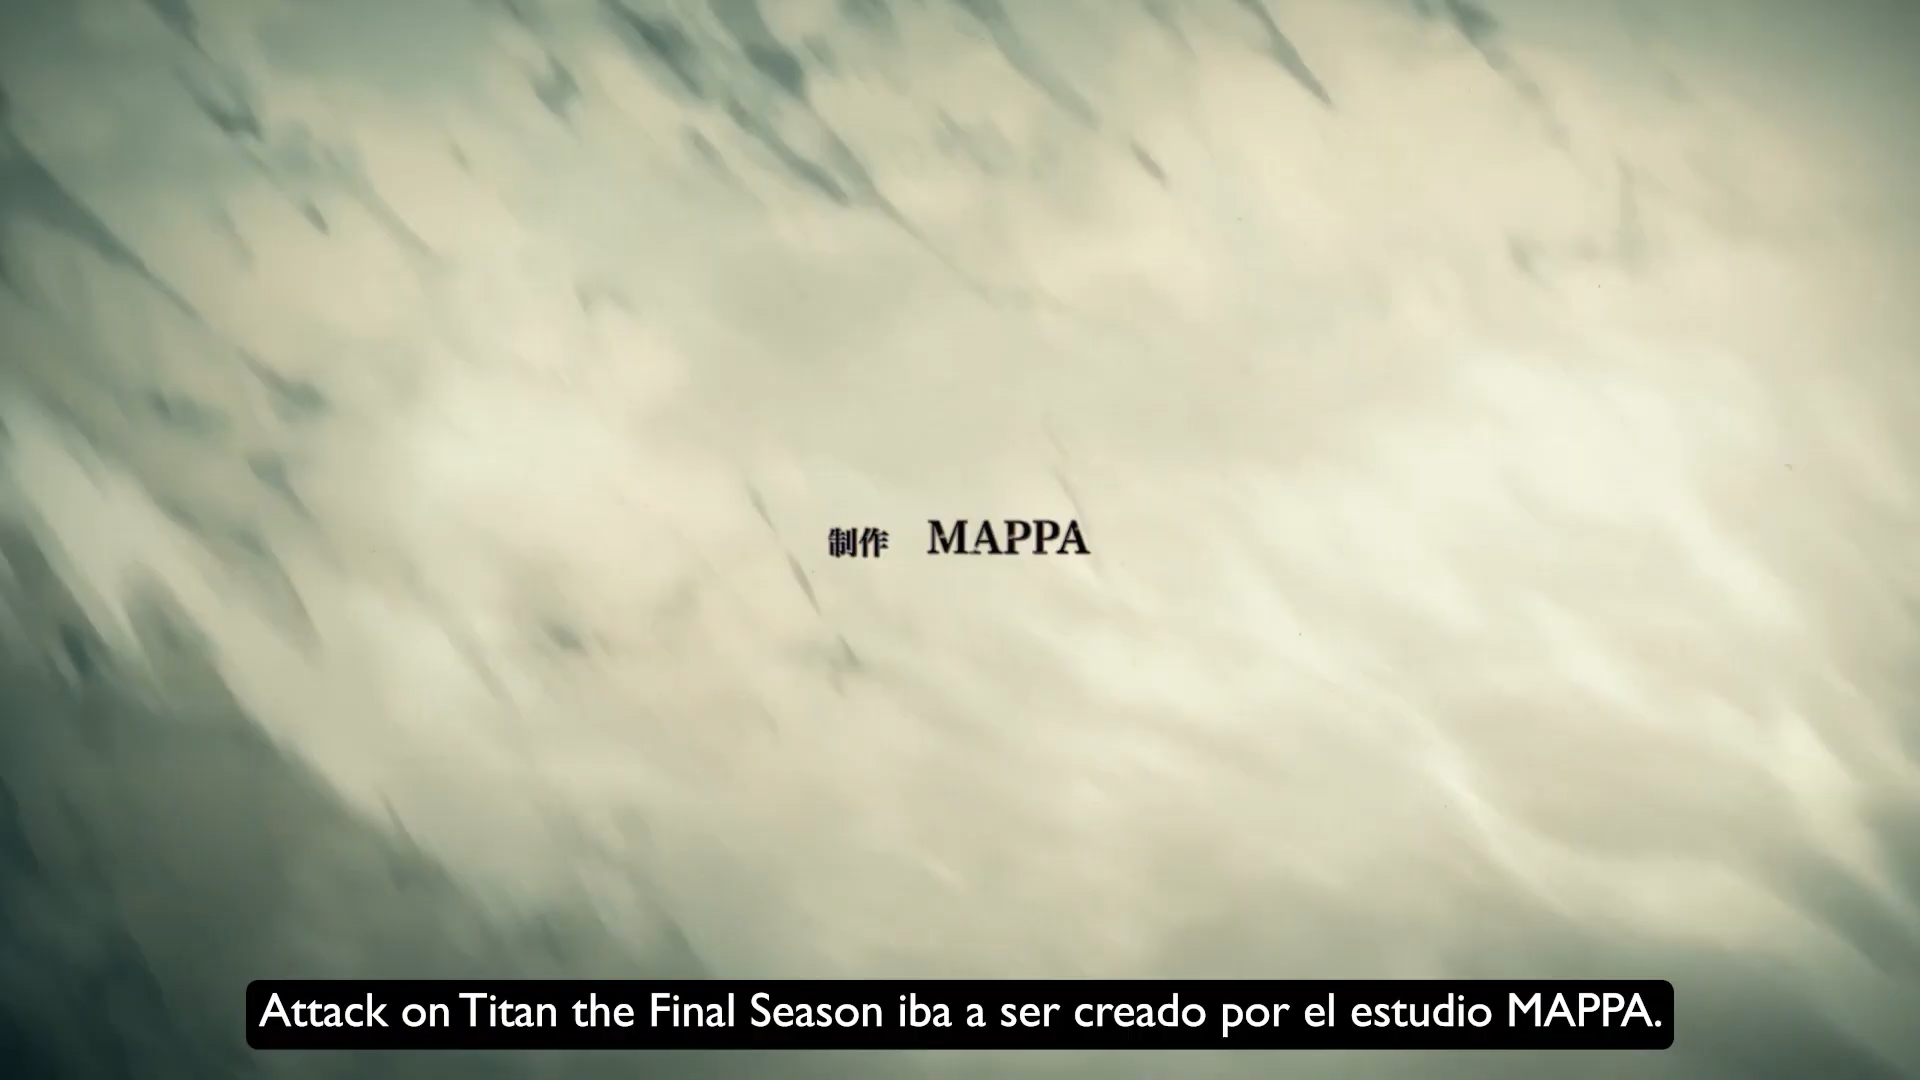 制作 MAPPA
Attack on Titan the Final Season iba a ser creado por el estudio MAPPA.